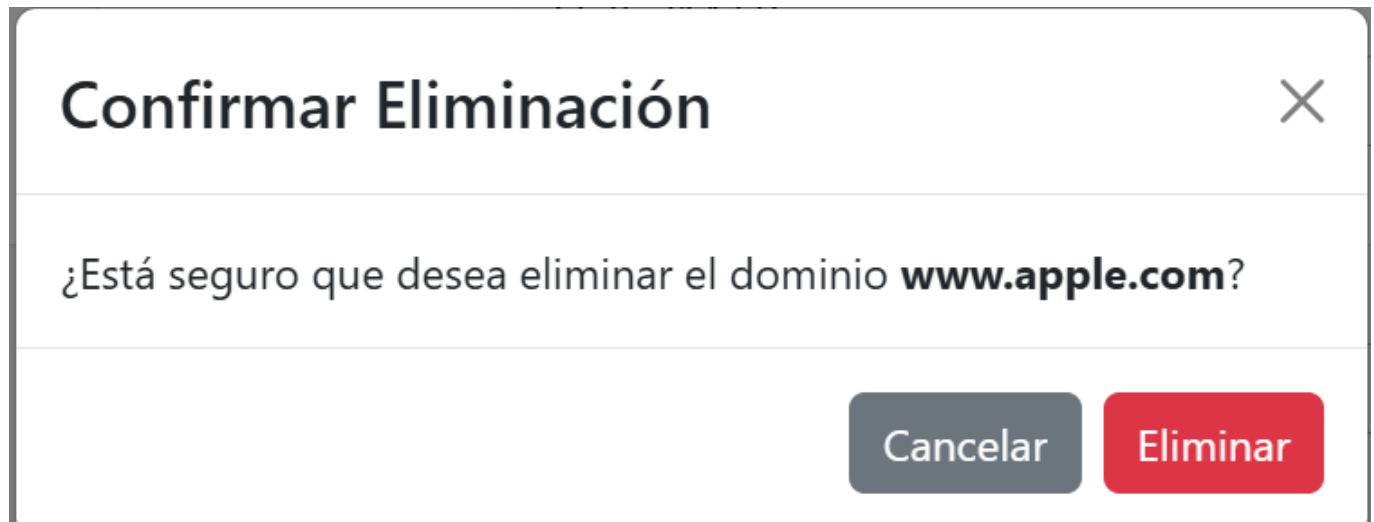 Confirmar Eliminación
¿Está seguro que desea eliminar el dominio www.apple.com?
Cancelar
Eliminar